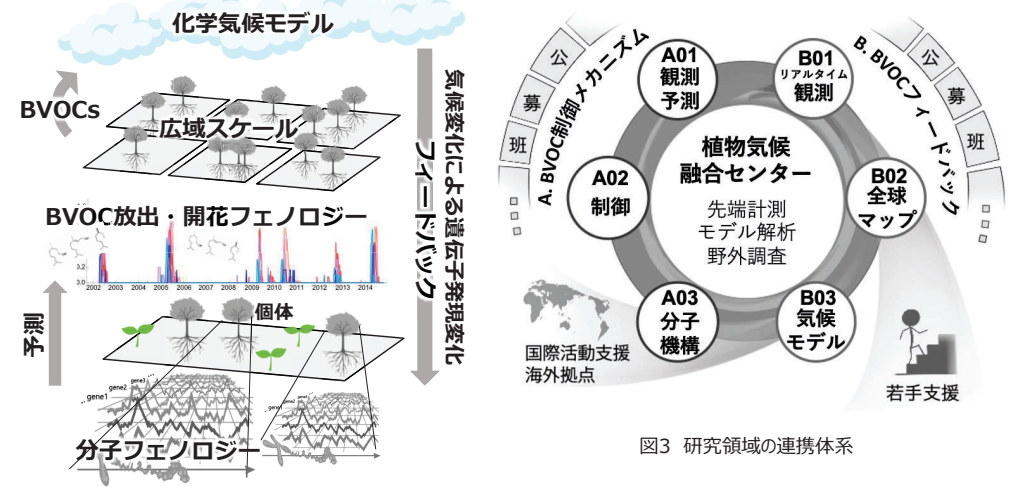 化学気候モデル
BVOCs
広域スケール
BVOC放出・開花フェノロジー
0.2
0.0
2002 2003 2004 2005 2006 2007 2008 2009 2010 2011 2012 2013 2014
予測
個体
gene3
gene2
gene1
gene1
分子フェノロジー
気候変化による遺伝子発現変化
フィードバック
公
募
班
A. BVOC制御メカニズム
A01
観測
予測
B01
リアルタイム
観測
B. BVOCフィードバック
公
募
班
A02
制御
植物気候
融合センター
先端計測
モデル解析
野外調査
B02
全球
マップ
A03
分子
機構
B03
気候
モデル
国際活動支援
海外拠点
若手支援
図3 研究領域の連携体系